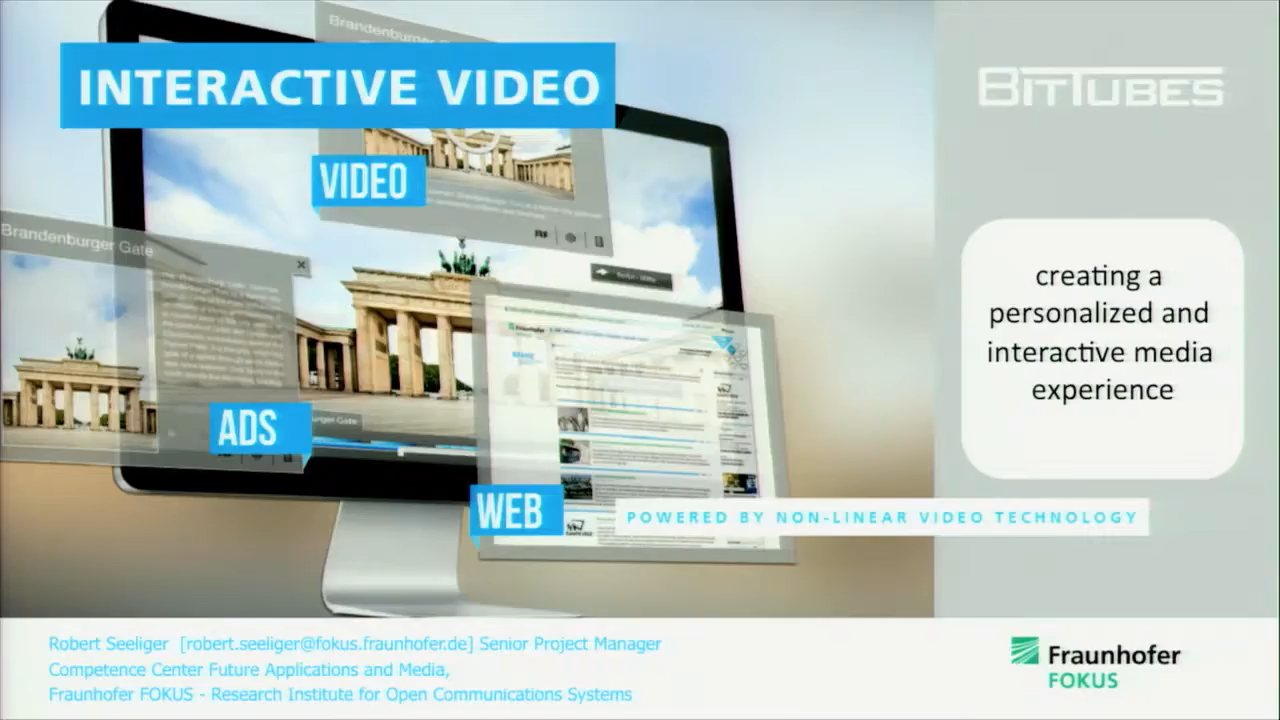 Brandenburger
INTERACTIVE VIDEO
BITTUBES
VIDEO
Brandenburger Gate
creating a
personalized and
interactive media
experience
Fraunhofer
ADS
WEB
POWERED BY NON-LINEAR VIDEO TECHNOLOGY
Robert Seeliger [robert.seeliger@fokus.fraunhofer.de] Senior Project Manager
Competence Center Future Applications and Media,
Fraunhofer FOKUS - Research Institute for Open Communications Systems
Fraunhofer
FOKUS